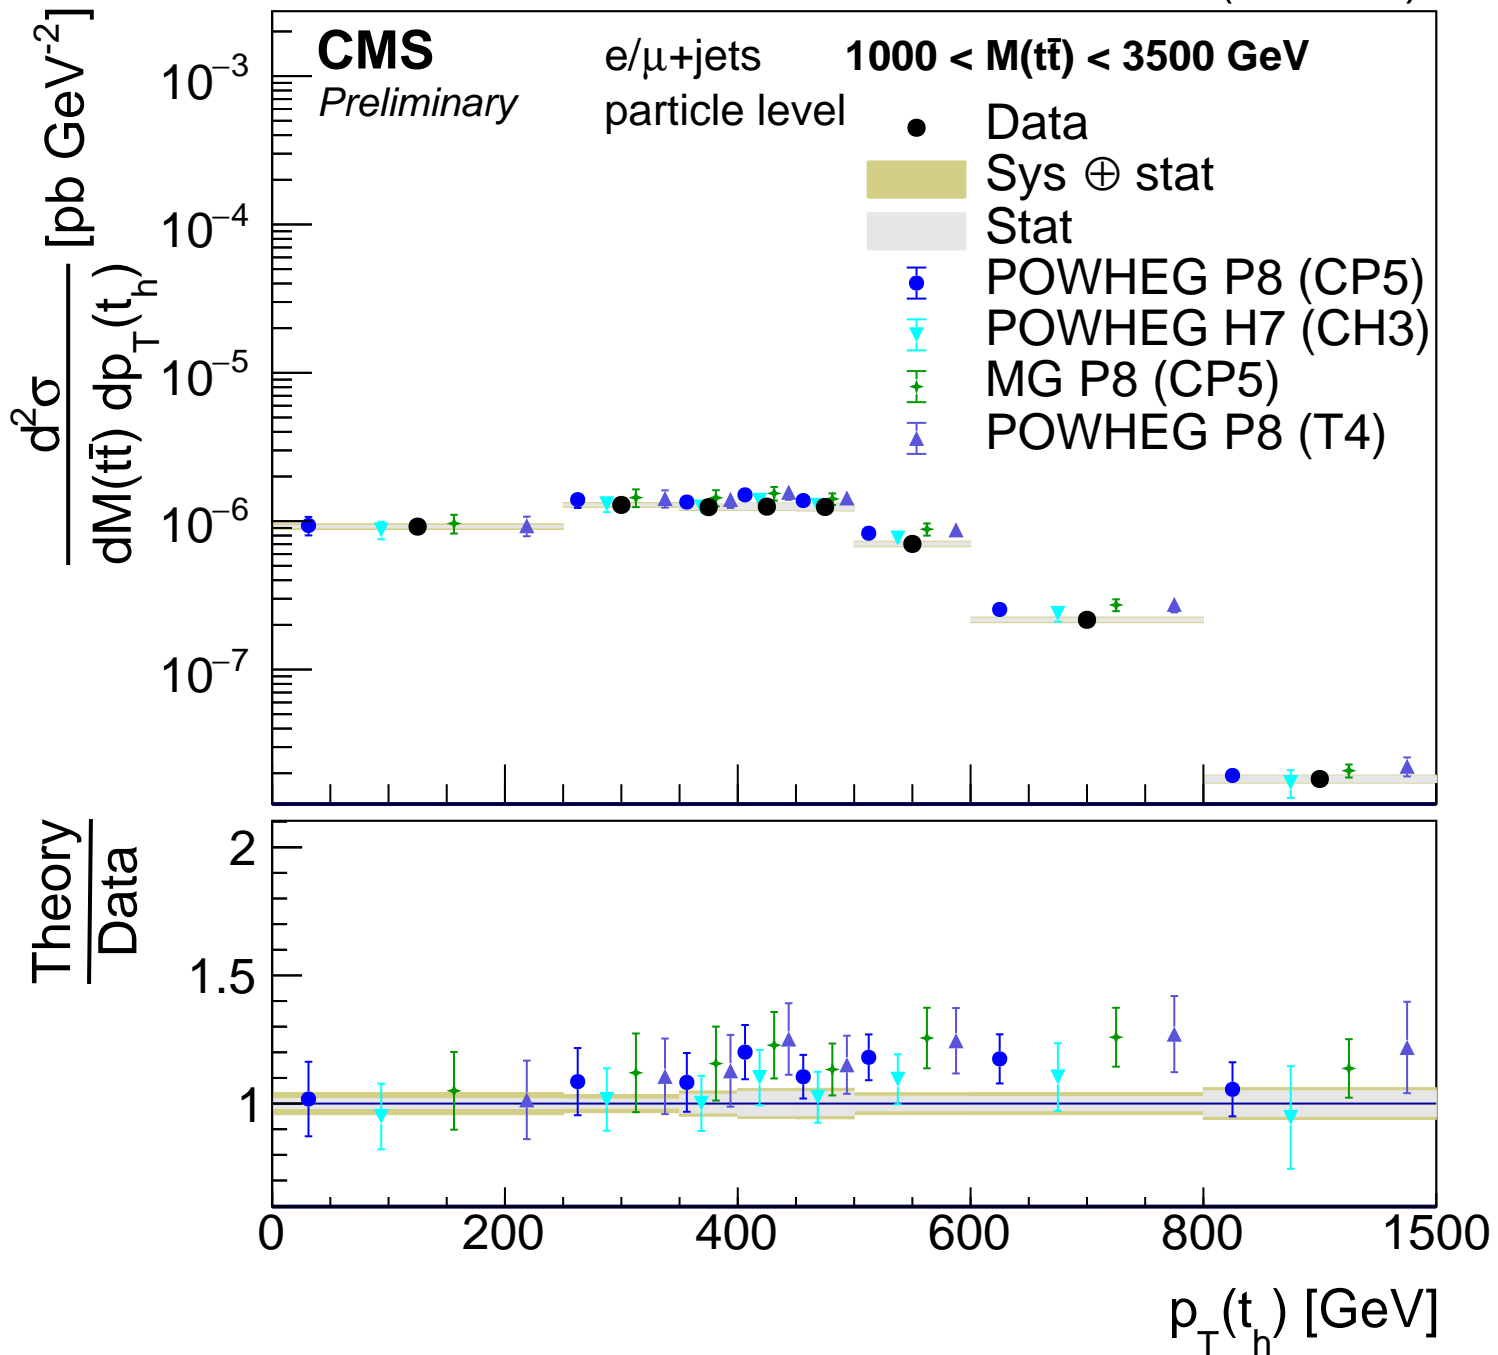 CMS
Preliminary
e/μ+jets
particle level
1000 < M(tt̄) < 3500 GeV
Data
Sys ⊕ stat
Stat
POWHEG P8 (CP5)
POWHEG H7 (CH3)
MG P8 (CP5)
POWHEG P8 (T4)
d²σ
dM(tt̄) dp_T(t_h)
[pb GeV⁻²]
10⁻³
10⁻⁴
10⁻⁵
10⁻⁶
10⁻⁷
Theory
Data
2
1.5
1
0 200 400 600 800 1500
p_T(t_h) [GeV]